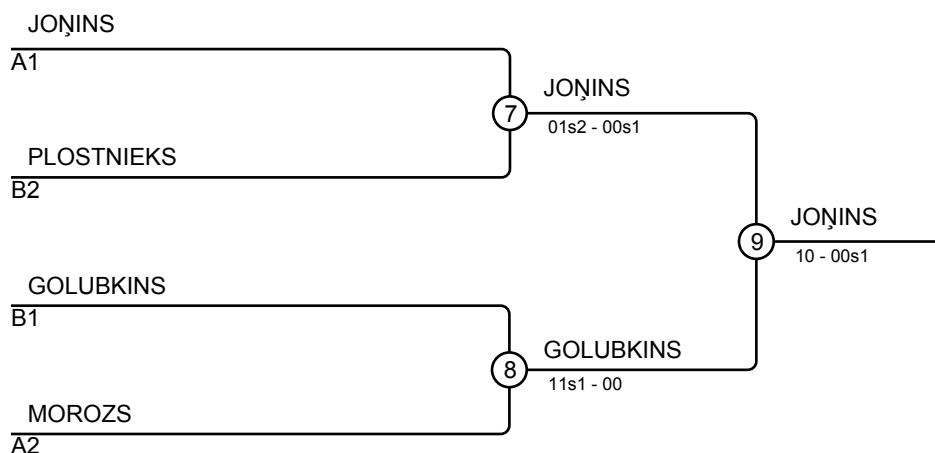 JOŅINS
A1
7
JOŅINS
01s2 - 00s1
PLOSTNIEKS
B2
9
JOŅINS
10 - 00s1
GOLUBKINS
B1
8
GOLUBKINS
11s1 - 00
MOROZS
A2